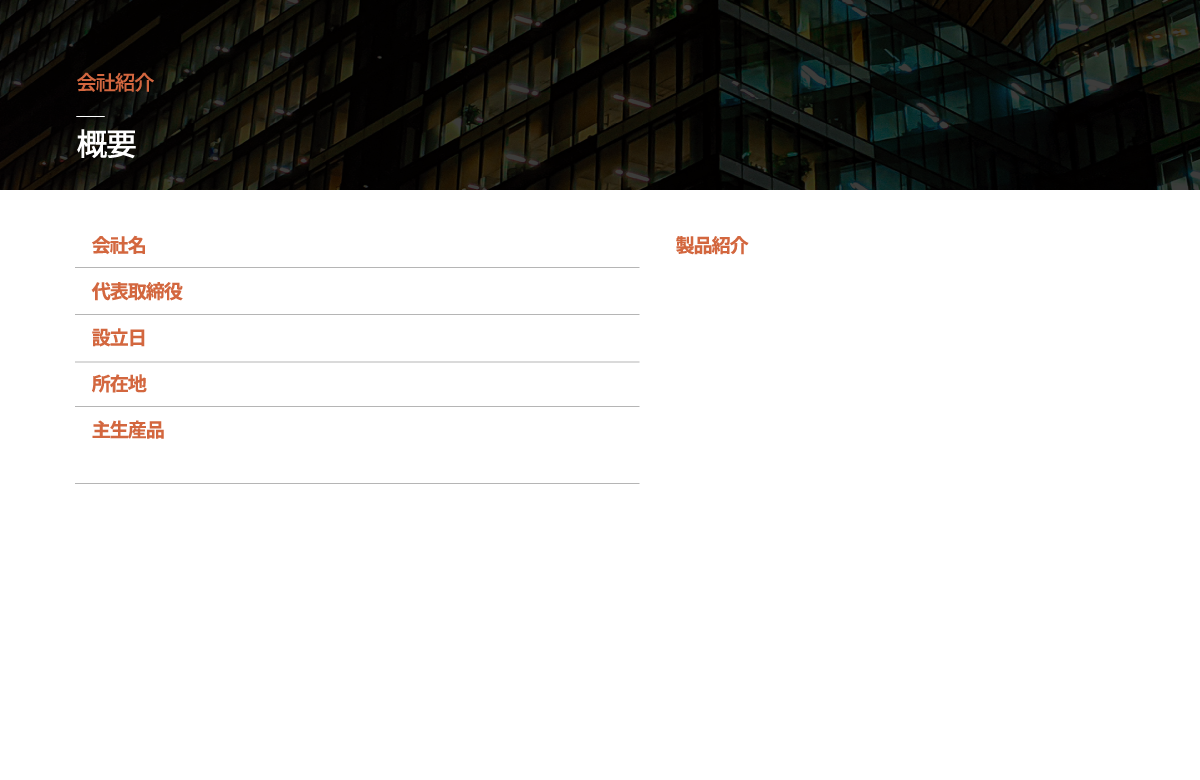 会社紹介
概要
会社名
代表取締役
設立日
所在地
主生産品
製品紹介